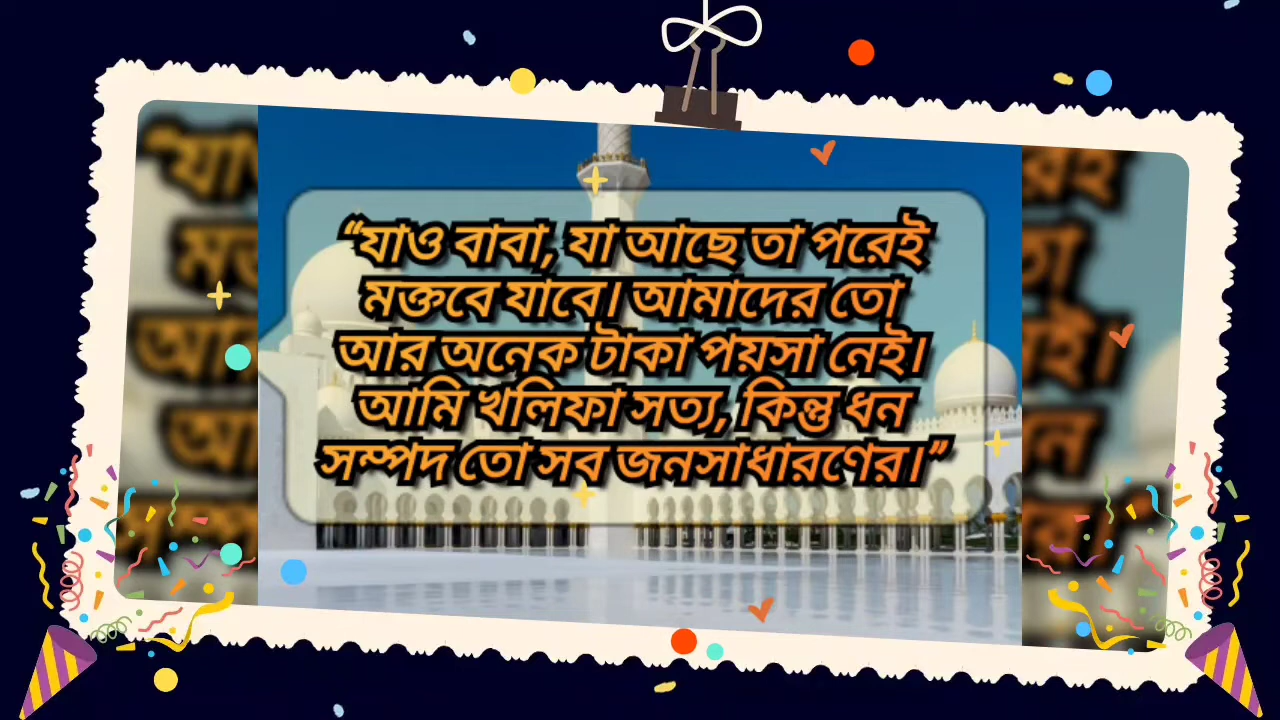 “যাও বাবা, যা আছে তা পরেই
মক্তবে যাবে। আমাদের তো
আর অনেক টাকা পয়সা নেই।
আমি খলিফা সত্য, কিন্তু ধন
সম্পদ তো সব জনসাধারণের।”